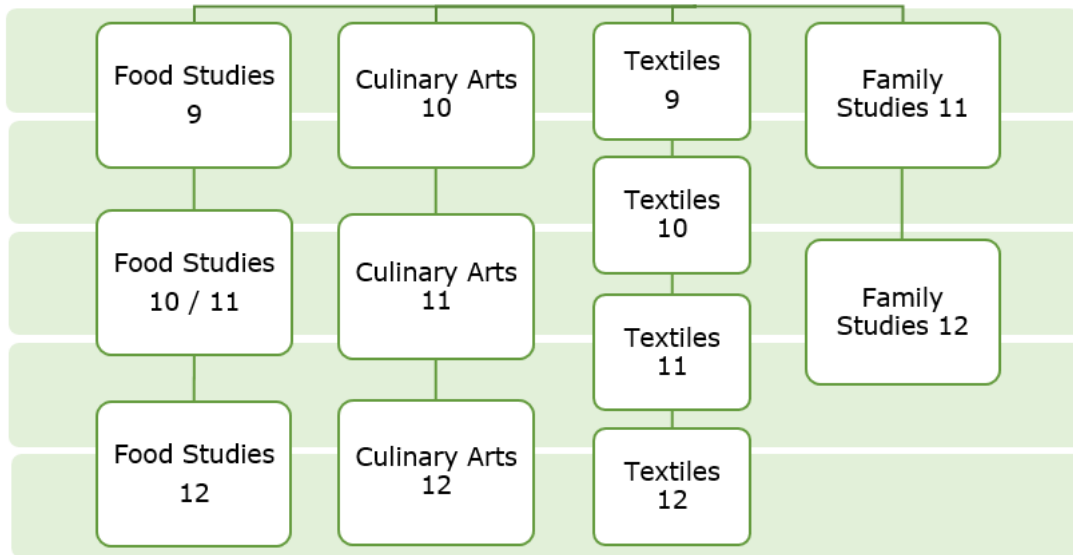 Food Studies
9
Culinary Arts
10
Textiles
9
Family
Studies 11
Food Studies
10 / 11
Culinary Arts
11
Textiles
10
Family
Studies 12
Textiles
11
Food Studies
12
Culinary Arts
12
Textiles
12